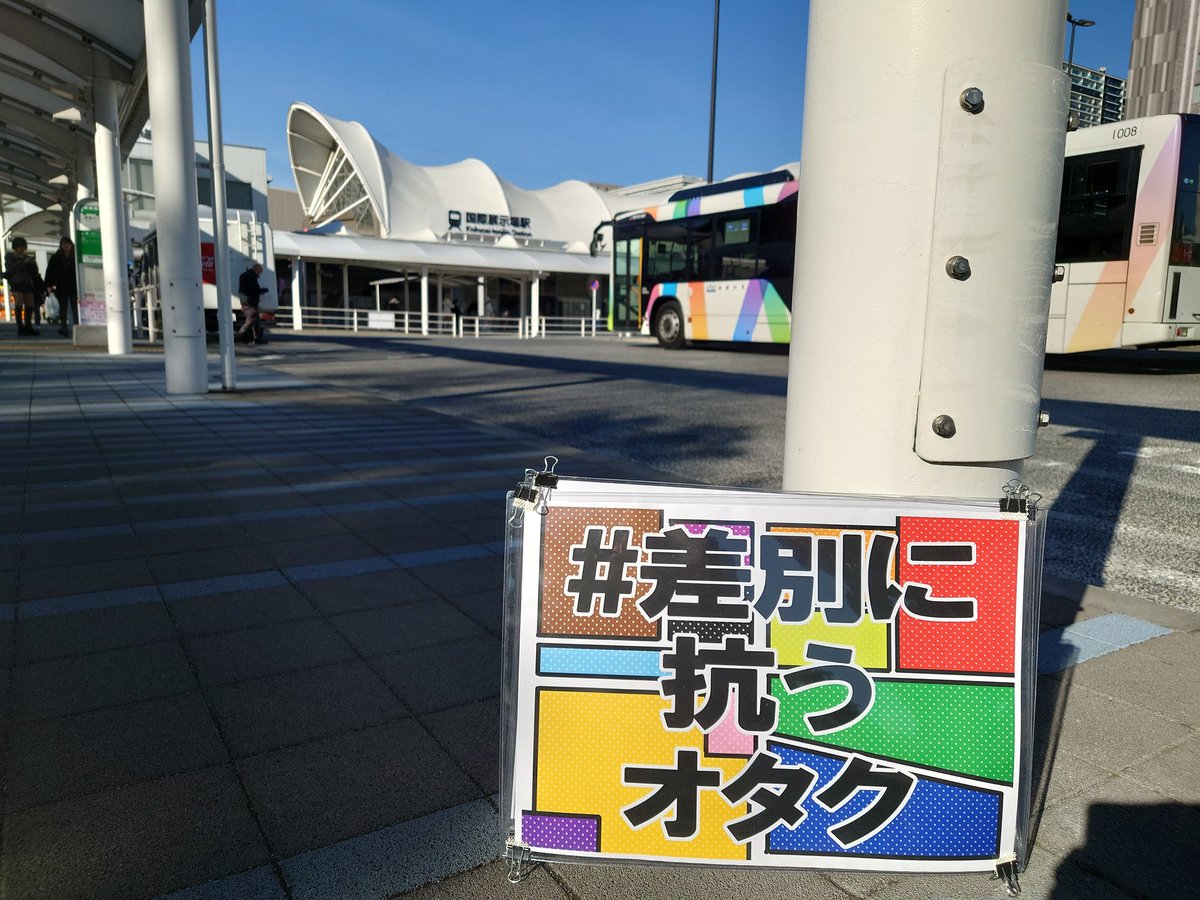 国際展示場駅
Kokusai-tenjijo Station
1008
#差別に
抗う
オタク